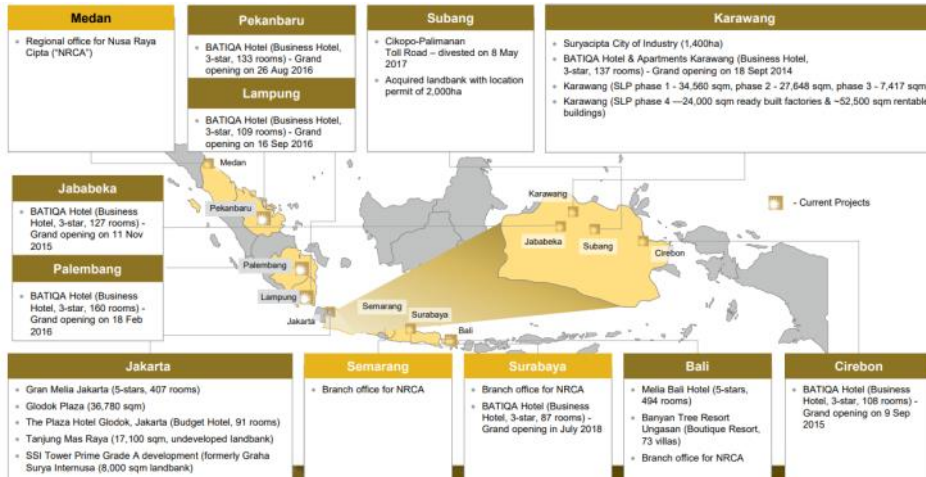 Medan
Regional office for Nusa Raya
Cipta ("NRCA")
Pekanbaru
BATIQA Hotel (Business Hotel,
3-star, 133 rooms) - Grand
opening on 26 Aug 2016
Lampung
BATIQA Hotel (Business Hotel,
3-star, 109 rooms) - Grand
opening on 16 Sep 2016
Subang
Cikopo-Palimanan
Toll Road – divested on 8 May
2017
Acquired landbank with location
permit of 2,000ha
Karawang
Suryacipta City of Industry (1,400ha)
BATIQA Hotel & Apartments Karawang (Business Hotel,
3-star, 137 rooms) - Grand opening on 18 Sept 2014
Karawang (SLP phase 1 - 34,560 sqm, phase 2 - 27,648 sqm, phase 3 - 7,417 sqm
Karawang (SLP phase 4 —24,000 sqm ready built factories & ~52,500 sqm rentable
buildings)
Jababeka
BATIQA Hotel (Business
Hotel, 3-star, 127 rooms) -
Grand opening on 11 Nov
2015
Palembang
BATIQA Hotel (Business
Hotel, 3-star, 160 rooms) -
Grand opening on 18 Feb
2016
Medan
Pekanbaru
Palembang
Lampung
Jakarta
Semarang
Surabaya
Bali
Karawang
Jababeka
Subang
Cirebon
- Current Projects
Jakarta
Gran Melia Jakarta (5-stars, 407 rooms)
Glodok Plaza (36,780 sqm)
The Plaza Hotel Glodok, Jakarta (Budget Hotel, 91 rooms)
Tanjung Mas Raya (17,100 sqm, undeveloped landbank)
SSI Tower Prime Grade A development (formerly Graha
Surya Internusa (8,000 sqm landbank)
Semarang
Branch office for NRCA
Surabaya
Branch office for NRCA
BATIQA Hotel (Business
Hotel, 3-star, 87 rooms) -
Grand opening in July 2018
Bali
Melia Bali Hotel (5-stars,
494 rooms)
Banyan Tree Resort
Ungasan (Boutique Resort,
73 villas)
Branch office for NRCA
Cirebon
BATIQA Hotel (Business
Hotel, 3-star, 108 rooms) -
Grand opening on 9 Sep
2015